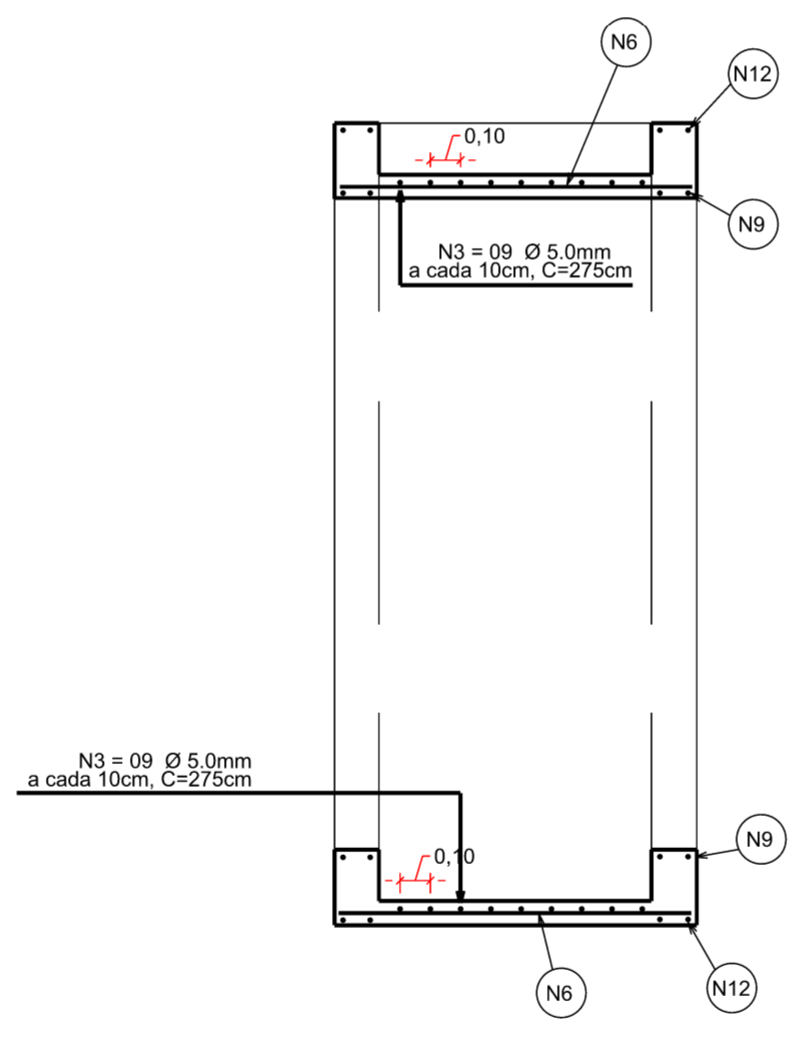 N6
N12
0,10
N9
N3 = 09 Ø 5.0mm
a cada 10cm, C=275cm
N3 = 09 Ø 5.0mm
a cada 10cm, C=275cm
N9
0,10
N6
N12